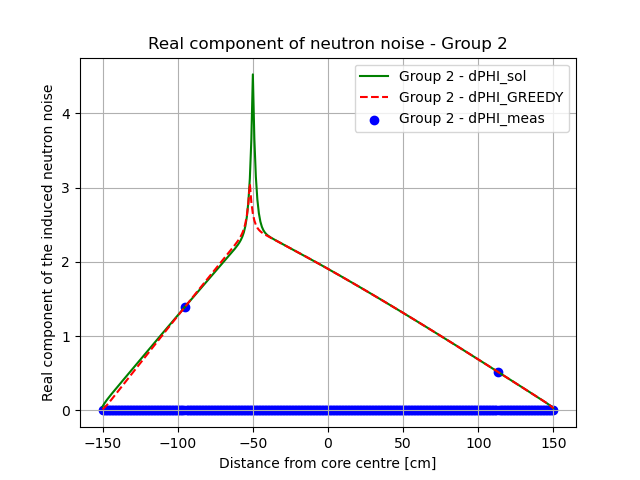 Real component of neutron noise - Group 2
Group 2 - dPHI_sol
Group 2 - dPHI_GREEDY
Group 2 - dPHI_meas
Real component of the induced neutron noise
4
3
2
1
0
−150 −100 −50 0 50 100 150
Distance from core centre [cm]